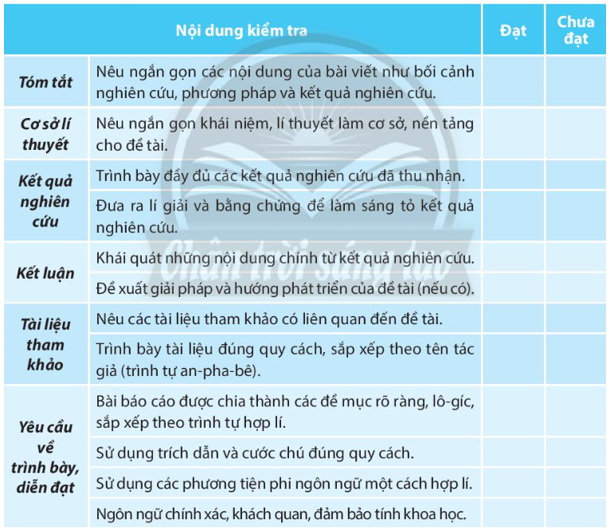 Nội dung kiểm tra
Đạt
Chưa
đạt
Tóm tắt
Nêu ngắn gọn các nội dung của bài viết như bối cảnh
nghiên cứu, phương pháp và kết quả nghiên cứu.
Cơ sở lí
thuyết
Nêu ngắn gọn khái niệm, lí thuyết làm cơ sở, nền tảng
cho đề tài.
Kết quả
nghiên
cứu
Trình bày đầy đủ các kết quả nghiên cứu đã thu nhận.
Đưa ra lí giải và bằng chứng để làm sáng tỏ kết quả
nghiên cứu.
Kết luận
Khái quát những nội dung chính từ kết quả nghiên cứu.
Đề xuất giải pháp và hướng phát triển của đề tài (nếu có).
Chân trời sáng tạo
Tài liệu
tham
khảo
Nêu các tài liệu tham khảo có liên quan đến đề tài.
Trình bày tài liệu đúng quy cách, sắp xếp theo tên tác
giả (trình tự an-pha-bê).
Yêu cầu
về
trình bày,
diễn đạt
Bài báo cáo được chia thành các đề mục rõ ràng, lô-gíc,
sắp xếp theo trình tự hợp lí.
Sử dụng trích dẫn và cước chú đúng quy cách.
Sử dụng các phương tiện phi ngôn ngữ một cách hợp lí.
Ngôn ngữ chính xác, khách quan, đảm bảo tính khoa học.